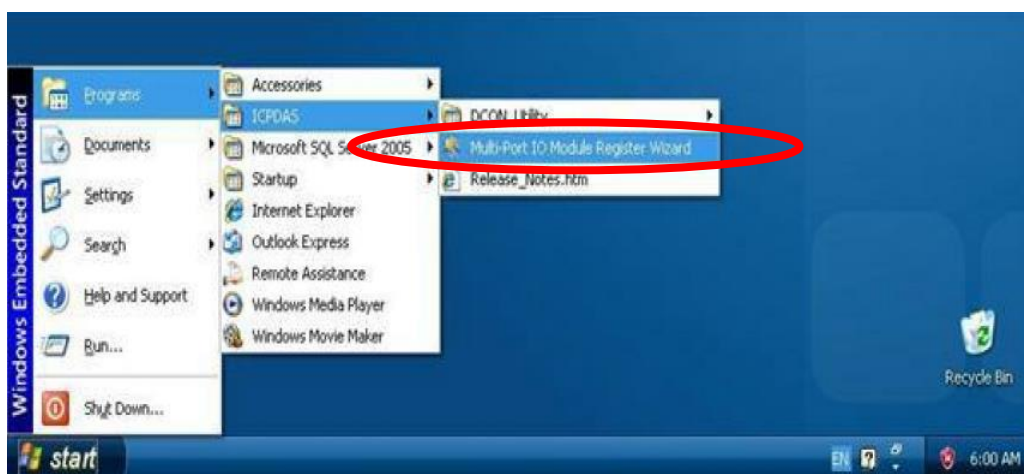 Windows Embedded Standard
Programs
Documents
Settings
Search
Help and Support
Run...
Shut Down...
Accessories
ICPDAS
Microsoft SQL Server 2005
Startup
Internet Explorer
Outlook Express
Remote Assistance
Windows Media Player
Windows Movie Maker
DCON_Utility
Multi-Port IO Module Register Wizard
Release_Notes.htm
Recycle Bin
start
EN
?
6:00 AM